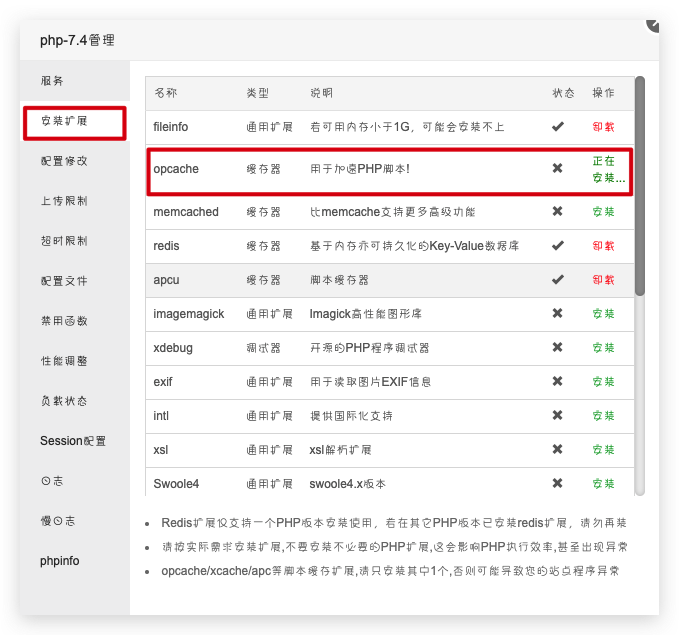 php-7.4管理
服务
安装扩展
配置修改
上传限制
超时限制
配置文件
禁用函数
性能调整
负载状态
Session配置
日志
慢日志
phpinfo
名称 类型 说明 状态 操作
fileinfo 通用扩展 若可用内存小于1G，可能会安装不上 ✔ 卸载
opcache 缓存器 用于加速PHP脚本! ✖ 正在
安装...
memcached 缓存器 比memcache支持更多高级功能 ✖ 安装
redis 缓存器 基于内存亦可持久化的Key-Value数据库 ✔ 卸载
apcu 缓存器 脚本缓存器 ✔ 卸载
imagemagick 通用扩展 Imagick高性能图形库 ✖ 安装
xdebug 调试器 开源的PHP程序调试器 ✖ 安装
exif 通用扩展 用于读取图片EXIF信息 ✖ 安装
intl 通用扩展 提供国际化支持 ✖ 安装
xsl 通用扩展 xsl解析扩展 ✖ 安装
Swoole4 通用扩展 swoole4.x版本 ✖ 安装
• Redis扩展仅支持一个PHP版本安装使用，若在其它PHP版本已安装redis扩展，请勿再装
• 请按实际需求安装扩展,不要安装不必要的PHP扩展,这会影响PHP执行效率,甚至出现异常
• opcache/xcache/apc等脚本缓存扩展,请只安装其中1个,否则可能导致您的站点程序异常